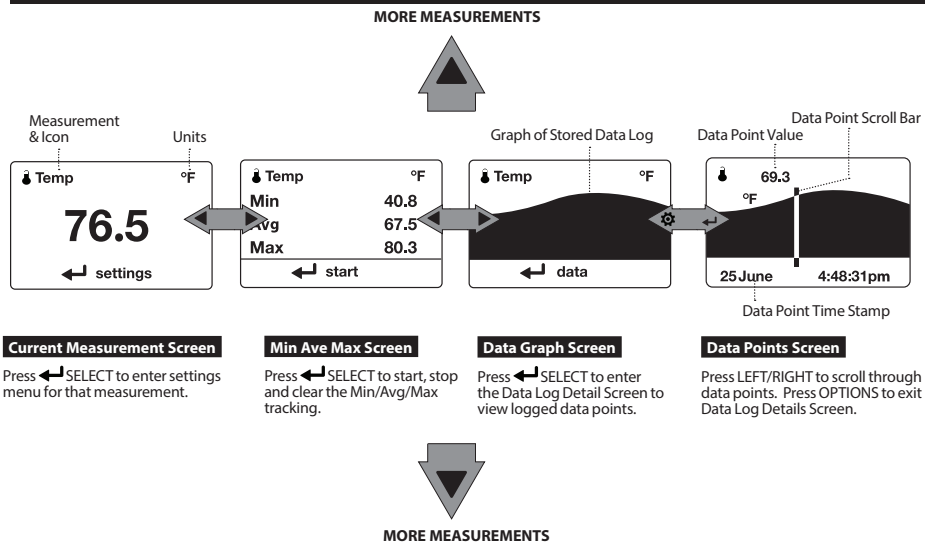 MORE MEASUREMENTS
Measurement
& Icon
Units
Graph of Stored Data Log
Data Point Value
Data Point Scroll Bar
Temp °F
76.5
settings
Temp °F
Min 40.8
Avg 67.5
Max 80.3
start
Temp °F
data
69.3
°F
25 June 4:48:31pm
Data Point Time Stamp
Current Measurement Screen
Press SELECT to enter settings
menu for that measurement.
Min Ave Max Screen
Press SELECT to start, stop
and clear the Min/Avg/Max
tracking.
Data Graph Screen
Press SELECT to enter
the Data Log Detail Screen to
view logged data points.
Data Points Screen
Press LEFT/RIGHT to scroll through
data points. Press OPTIONS to exit
Data Log Details Screen.
MORE MEASUREMENTS